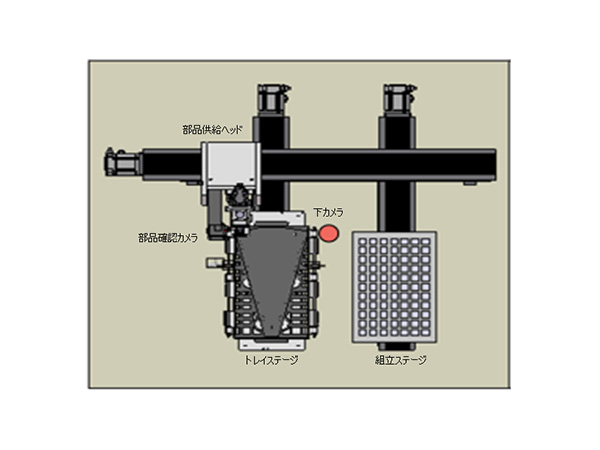 部品供給ヘッド
下カメラ
部品確認カメラ
トレイステージ
組立ステージ